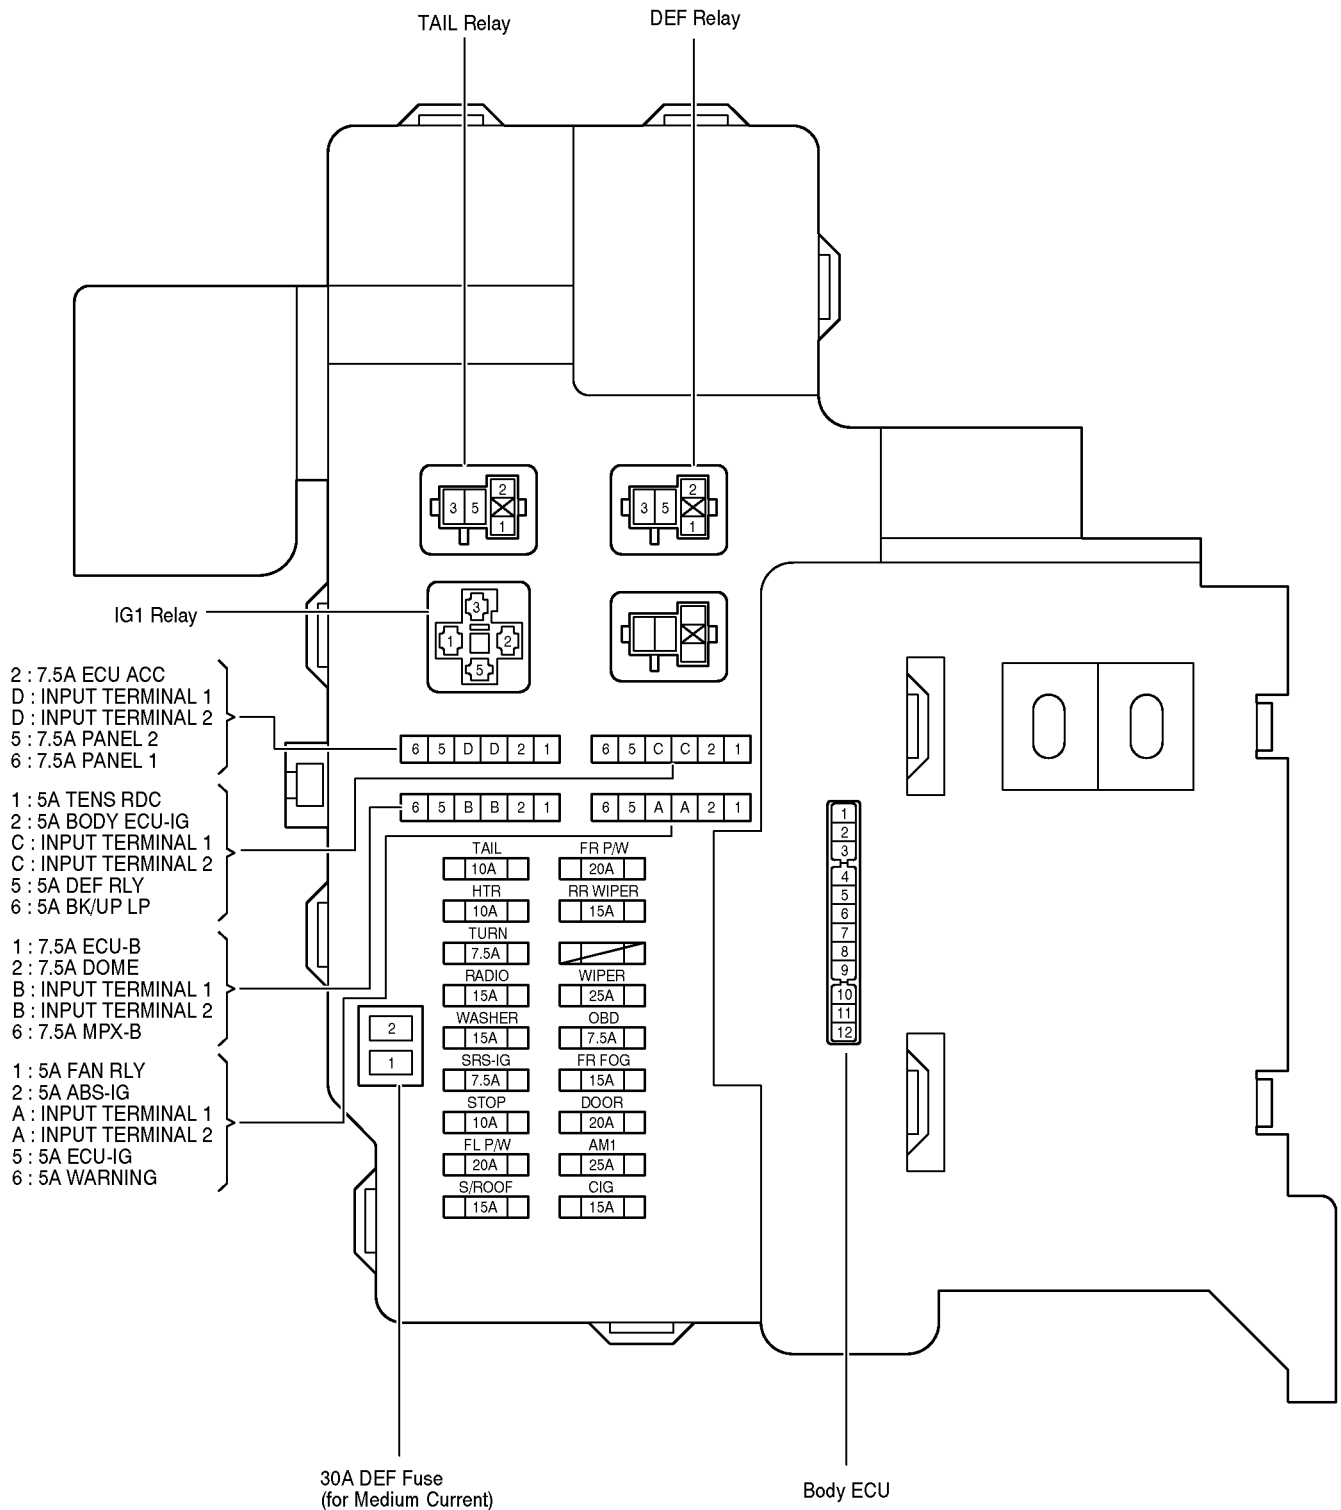 TAIL Relay
DEF Relay
3 5 2 1
3 5 2 1
IG1 Relay
3
1 2
5
2 : 7.5A ECU ACC
D : INPUT TERMINAL 1
D : INPUT TERMINAL 2
5 : 7.5A PANEL 2
6 : 7.5A PANEL 1
6 5 D D 2 1
6 5 C C 2 1
1 : 5A TENS RDC
2 : 5A BODY ECU-IG
C : INPUT TERMINAL 1
C : INPUT TERMINAL 2
5 : 5A DEF RLY
6 : 5A BK/UP LP
6 5 B B 2 1
6 5 A A 2 1
1 : 7.5A ECU-B
2 : 7.5A DOME
B : INPUT TERMINAL 1
B : INPUT TERMINAL 2
6 : 7.5A MPX-B
1 : 5A FAN RLY
2 : 5A ABS-IG
A : INPUT TERMINAL 1
A : INPUT TERMINAL 2
5 : 5A ECU-IG
6 : 5A WARNING
TAIL
10A
HTR
10A
TURN
7.5A
RADIO
15A
WASHER
15A
SRS-IG
7.5A
STOP
10A
FL P/W
20A
S/ROOF
15A
FR P/W
20A
RR WIPER
15A
WIPER
25A
OBD
7.5A
FR FOG
15A
DOOR
20A
AM1
25A
CIG
15A
2
1
1
2
3
4
5
6
7
8
9
10
11
12
30A DEF Fuse
(for Medium Current)
Body ECU